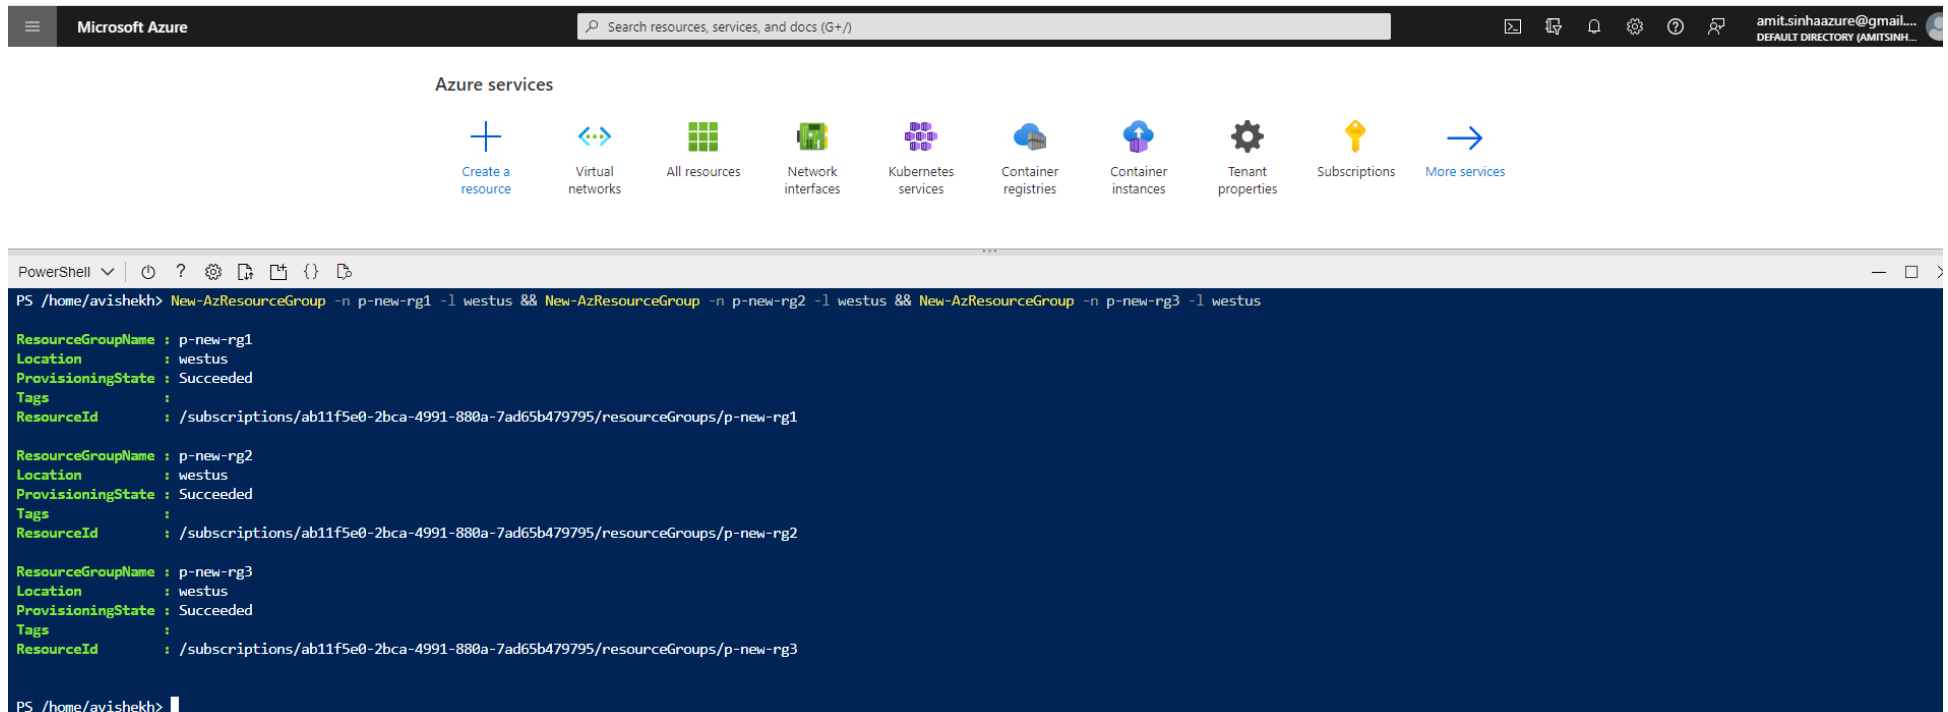 Microsoft Azure
Search resources, services, and docs (G+/)
amit.sinhaazure@gmail....
DEFAULT DIRECTORY (AMITSINH...
Azure services
Create a
resource
Virtual
networks
All resources
Network
interfaces
Kubernetes
services
Container
registries
Container
instances
Tenant
properties
Subscriptions
More services
PowerShell
PS /home/avishekh> New-AzResourceGroup -n p-new-rg1 -l westus && New-AzResourceGroup -n p-new-rg2 -l westus && New-AzResourceGroup -n p-new-rg3 -l westus
ResourceGroupName : p-new-rg1
Location : westus
ProvisioningState : Succeeded
Tags :
ResourceId : /subscriptions/ab11f5e0-2bca-4991-880a-7ad65b479795/resourceGroups/p-new-rg1
ResourceGroupName : p-new-rg2
Location : westus
ProvisioningState : Succeeded
Tags :
ResourceId : /subscriptions/ab11f5e0-2bca-4991-880a-7ad65b479795/resourceGroups/p-new-rg2
ResourceGroupName : p-new-rg3
Location : westus
ProvisioningState : Succeeded
Tags :
ResourceId : /subscriptions/ab11f5e0-2bca-4991-880a-7ad65b479795/resourceGroups/p-new-rg3
PS /home/avishekh>